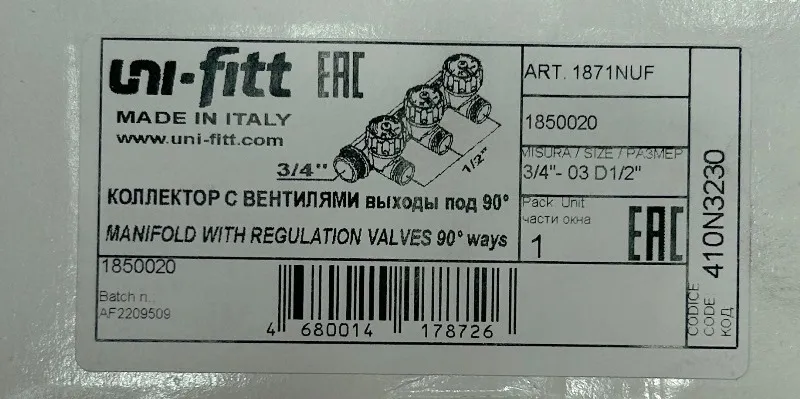 uni-fitt EAC
MADE IN ITALY
www.uni-fitt.com
3/4"
1/2"
КОЛЛЕКТОР С ВЕНТИЛЯМИ выходы под 90°
MANIFOLD WITH REGULATION VALVES 90° ways
ART. 1871NUF
1850020
MISURA / SIZE / РАЗМЕР
3/4"- 03 D1/2"
Pack. Unit
части окна
1
EAC
1850020
Batch n..
AF2209509
4 680014 178726
CODICE
CODE
КОД
410N3230